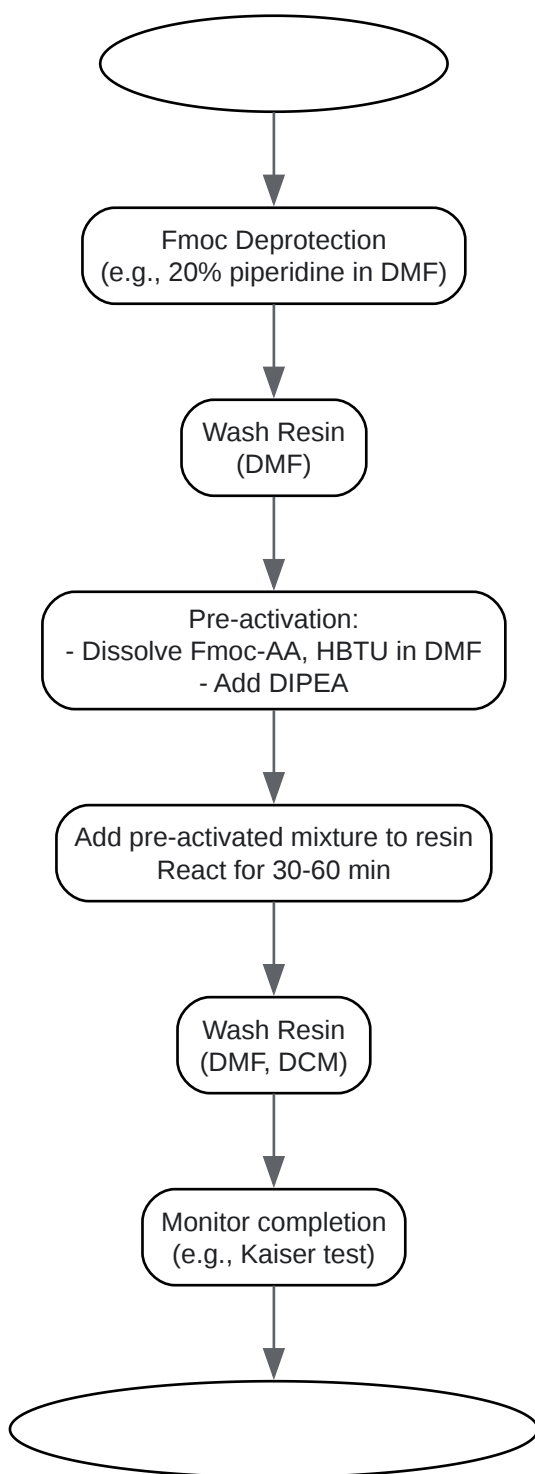 Fmoc Deprotection
(e.g., 20% piperidine in DMF)
Wash Resin
(DMF)
Pre-activation:
- Dissolve Fmoc-AA, HBTU in DMF
- Add DIPEA
Add pre-activated mixture to resin
React for 30-60 min
Wash Resin
(DMF, DCM)
Monitor completion
(e.g., Kaiser test)